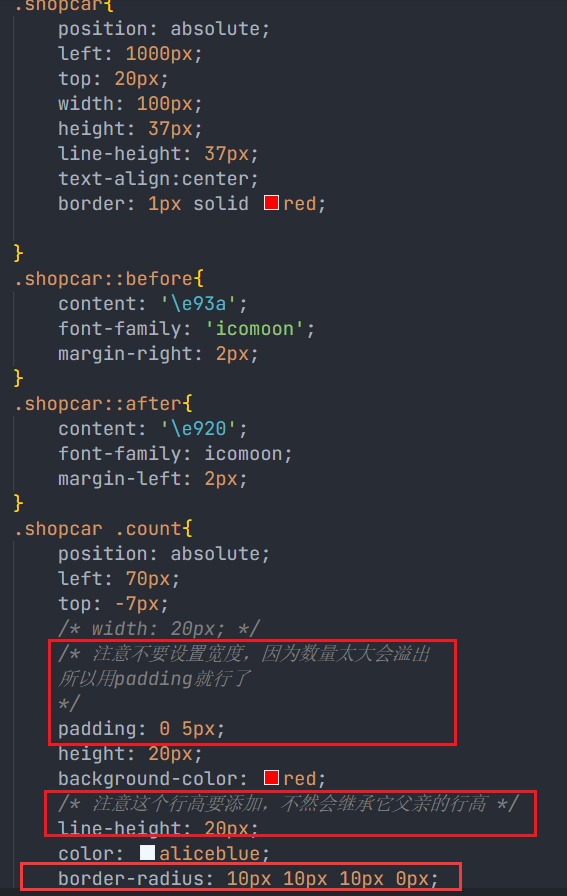 .shopcar{
position: absolute;
left: 1000px;
top: 20px;
width: 100px;
height: 37px;
line-height: 37px;
text-align:center;
border: 1px solid red;
}
.shopcar::before{
content: '\e93a';
font-family: 'icomoon';
margin-right: 2px;
}
.shopcar::after{
content: '\e920';
font-family: icomoon;
margin-left: 2px;
}
.shopcar .count{
position: absolute;
left: 70px;
top: -7px;
/* width: 20px; */
/* 注意不要设置宽度，因为数量太大会溢出
所以用padding就行了
*/
padding: 0 5px;
height: 20px;
background-color: red;
/* 注意这个行高要添加，不然会继承它父亲的行高 */
line-height: 20px;
color: aliceblue;
border-radius: 10px 10px 10px 0px;